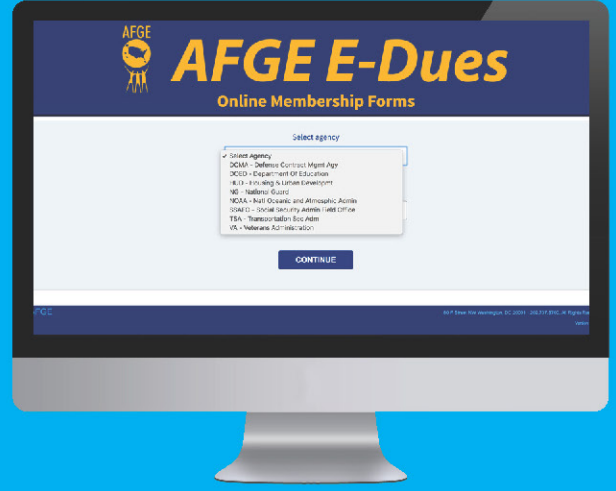 AFGE
AFGE E-Dues
Online Membership Forms
Select agency
✓ Select Agency
DCMA - Defense Contract Mgmt Agy
DOED - Department Of Education
HUD - Housing & Urban Developmt
NG - National Guard
NOAA - Natl Oceanic and Atmosphic Admin
SSAFO - Social Security Admin Field Office
TSA - Transportation Sec Adm
VA - Veterans Administration
CONTINUE
AFGE